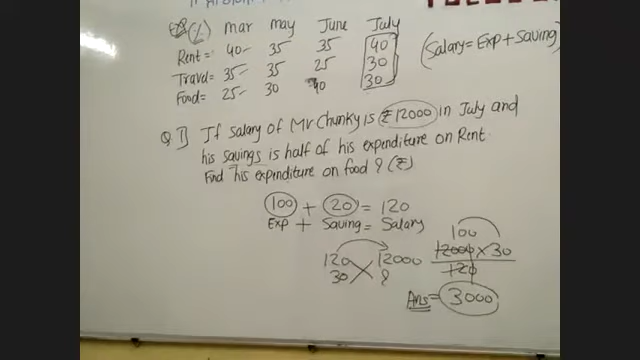 Exp(%) Mar May June July
Rent= 40- 35 35 40
Travel= 35- 35 25 30
Food= 25- 30 40 30
(Salary = Exp + Saving)
Q 1] If salary of Mr Chunky is ₹12000 in July and
his savings is half of his expenditure on Rent.
Find his expenditure on food? (₹)
100 + 20 = 120
Exp + Saving = Salary
120 12000
30 ?
100
12000 × 30
120
Ans = 3000